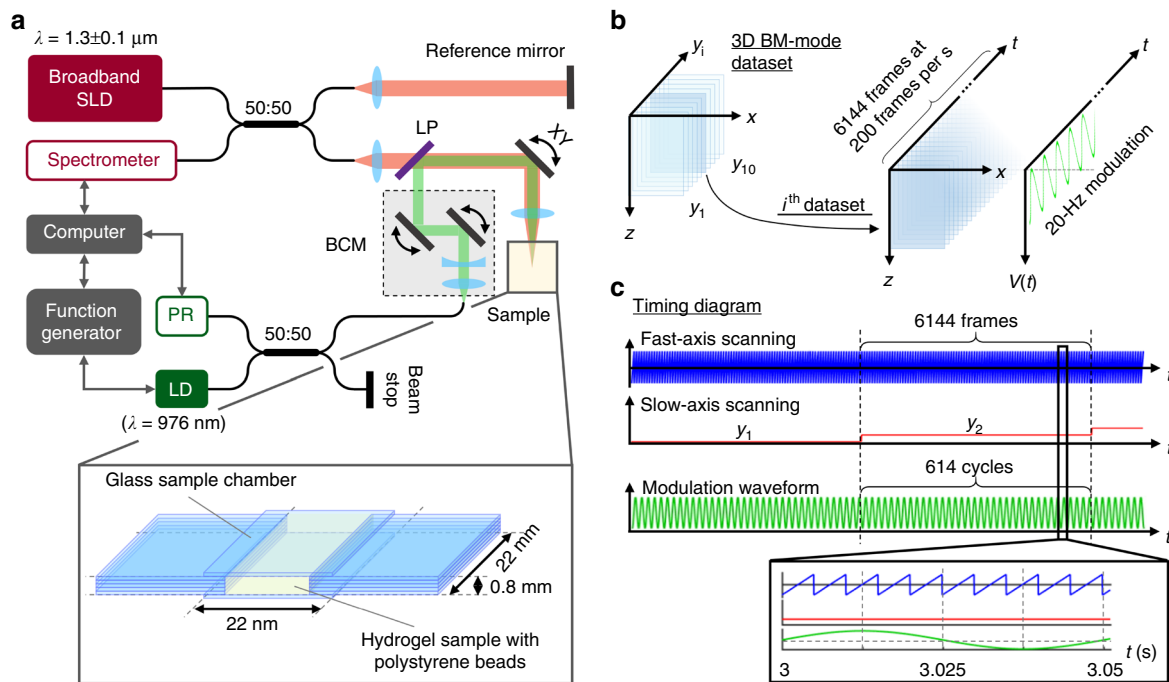 a
λ = 1.3±0.1 μm
Broadband
SLD
Spectrometer
Computer
Function
generator
PR
LD
(λ = 976 nm)
50:50
50:50
Reference mirror
LP
XY
BCM
Sample
Beam
stop
Glass sample chamber
22 mm
0.8 mm
22 nm
Hydrogel sample with
polystyrene beads
b
yi
3D BM-mode
dataset
x
y10
y1
z
ith dataset
6144 frames at
200 frames per s
t
x
z
t
20-Hz modulation
V(t)
c
Timing diagram
6144 frames
Fast-axis scanning
t
Slow-axis scanning
y1
y2
t
614 cycles
Modulation waveform
t
t (s)
3
3.025
3.05